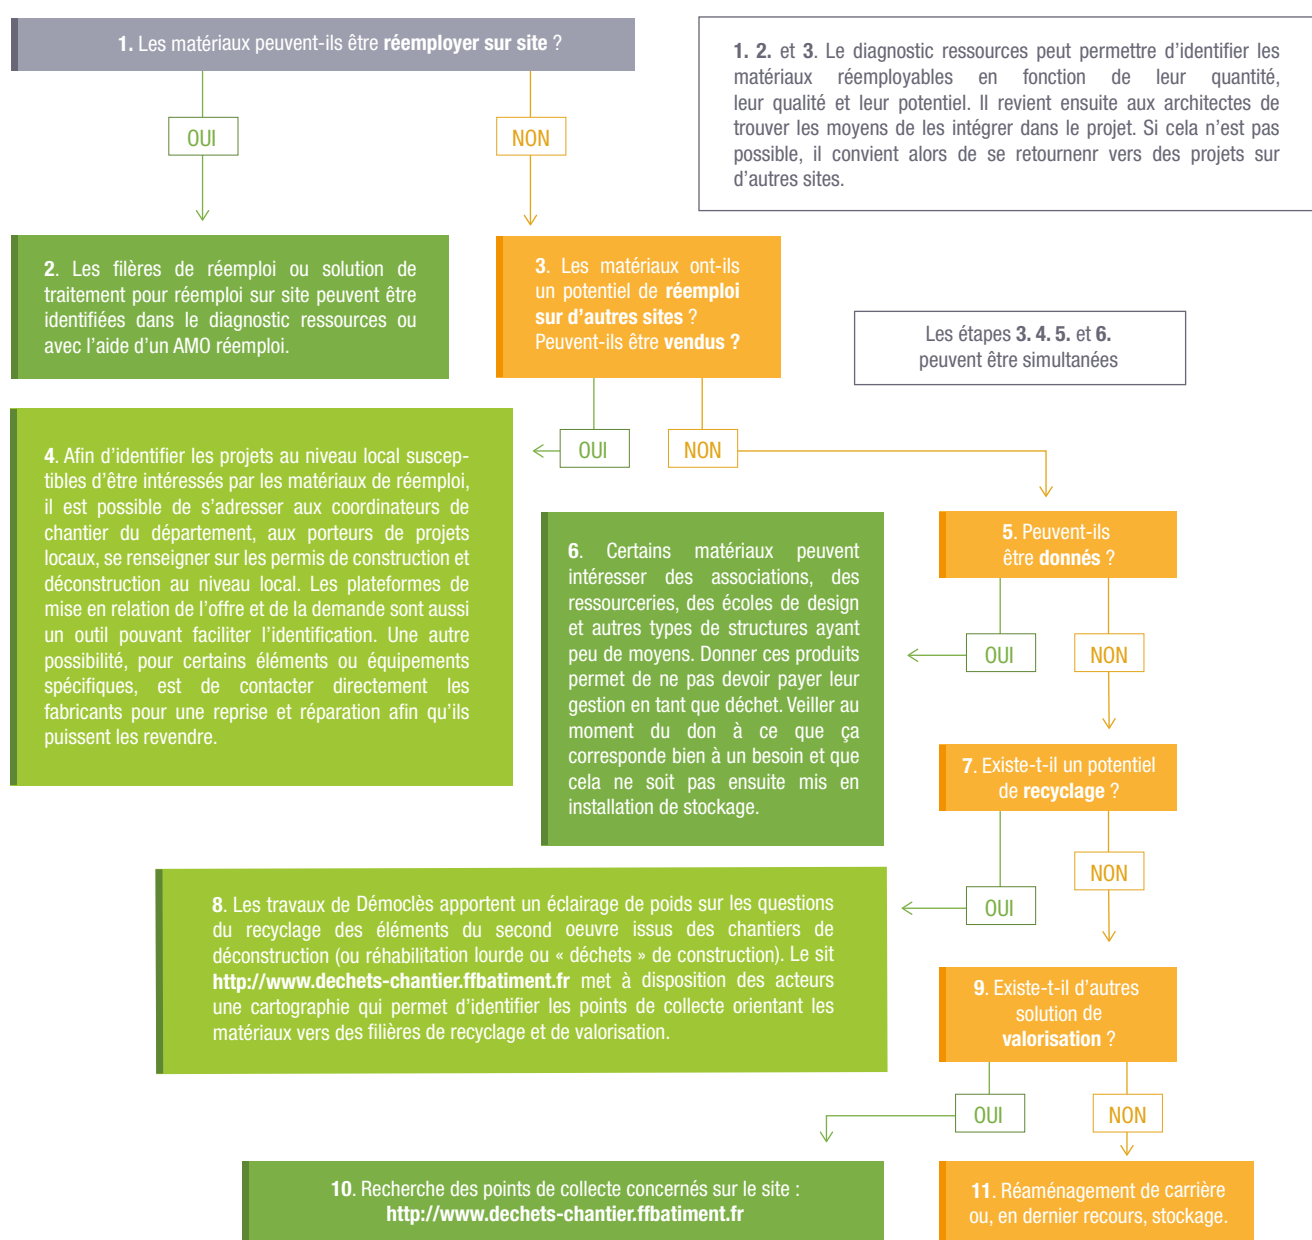 1. Les matériaux peuvent-ils être réemployer sur site ?
1. 2. et 3. Le diagnostic ressources peut permettre d’identifier les
matériaux réemployables en fonction de leur quantité,
leur qualité et leur potentiel. Il revient ensuite aux architectes de
trouver les moyens de les intégrer dans le projet. Si cela n’est pas
possible, il convient alors de se retournenr vers des projets sur
d’autres sites.
OUI
NON
2. Les filères de réemploi ou solution de
traitement pour réemploi sur site peuvent être
identifiées dans le diagnostic ressources ou
avec l’aide d’un AMO réemploi.
3. Les matériaux ont-ils
un potentiel de réemploi
sur d’autres sites ?
Peuvent-ils être vendus ?
Les étapes 3. 4. 5. et 6.
peuvent être simultanées
OUI
NON
4. Afin d’identifier les projets au niveau local suscep-
tibles d’être intéressés par les matériaux de réemploi,
il est possible de s’adresser aux coordinateurs de
chantier du département, aux porteurs de projets
locaux, se renseigner sur les permis de construction et
déconstruction au niveau local. Les plateformes de
mise en relation de l’offre et de la demande sont aussi
un outil pouvant faciliter l’identification. Une autre
possibilité, pour certains éléments ou équipements
spécifiques, est de contacter directement les
fabricants pour une reprise et réparation afin qu’ils
puissent les revendre.
5. Peuvent-ils
être donnés ?
6. Certains matériaux peuvent
intéresser des associations, des
ressourceries, des écoles de design
et autres types de structures ayant
peu de moyens. Donner ces produits
permet de ne pas devoir payer leur
gestion en tant que déchet. Veiller au
moment du don à ce que ça
corresponde bien à un besoin et que
cela ne soit pas ensuite mis en
installation de stockage.
OUI
NON
7. Existe-t-il un potentiel
de recyclage ?
NON
OUI
8. Les travaux de Démoclès apportent un éclairage de poids sur les questions
du recyclage des éléments du second oeuvre issus des chantiers de
déconstruction (ou réhabilitation lourde ou « déchets » de construction). Le sit
http://www.dechets-chantier.ffbatiment.fr met à disposition des acteurs
une cartographie qui permet d’identifier les points de collecte orientant les
matériaux vers des filières de recyclage et de valorisation.
9. Existe-t-il d’autres
solution de
valorisation ?
OUI
NON
10. Recherche des points de collecte concernés sur le site :
http://www.dechets-chantier.ffbatiment.fr
11. Réaménagement de carrière
ou, en dernier recours, stockage.